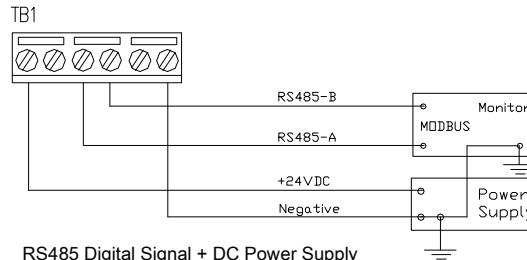 TB1
RS485-B
Monitor
MODBUS
RS485-A
+24VDC
Power
Supply
Negative
RS485 Digital Signal + DC Power Supply